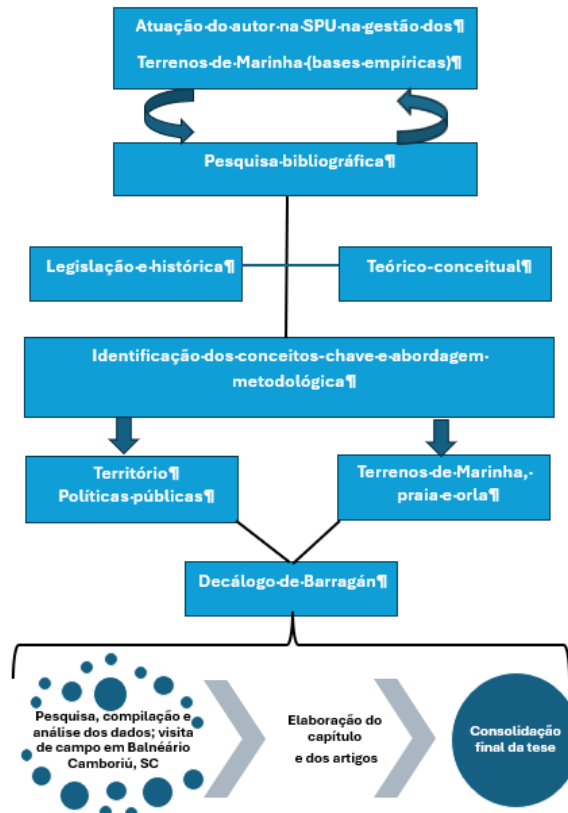 Atuação·do·autor·na·SPU·na·gestão·dos¶
Terrenos·de·Marinha·(bases·empíricas)¶
Pesquisa·bibliográfica¶
Legislação·e·histórica¶
Teórico-conceitual¶
Identificação·dos·conceitos-chave·e·abordagem·
metodológica¶
Território¶
Políticas·públicas¶
Terrenos·de·Marinha,·
praia·e·orla¶
Decálogo·de·Barragán¶
Pesquisa, compilação e
análise dos dados; visita
de campo em Balnéário
Camboriú, SC
Elaboração do
capítulo
e dos artigos
Consolidação
final da tese